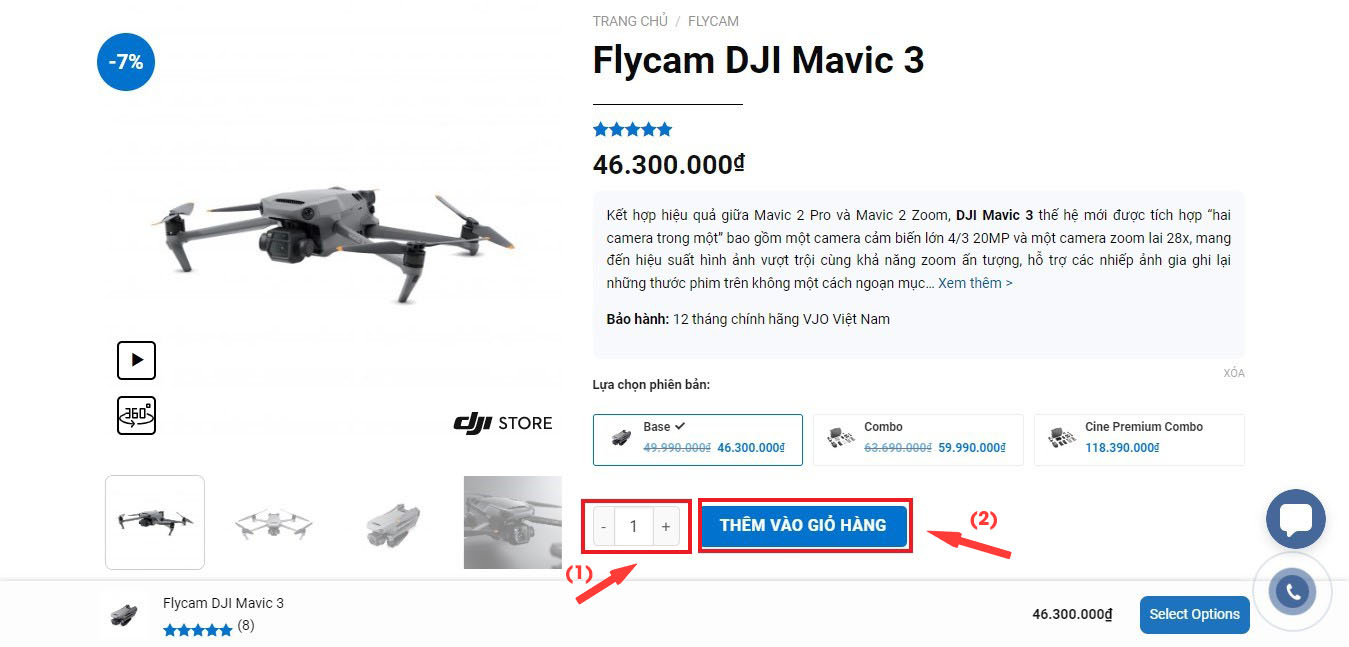 TRANG CHỦ / FLYCAM
-7%
Flycam DJI Mavic 3
46.300.000₫
Kết hợp hiệu quả giữa Mavic 2 Pro và Mavic 2 Zoom, DJI Mavic 3 thế hệ mới được tích hợp “hai
camera trong một” bao gồm một camera cảm biến lớn 4/3 20MP và một camera zoom lai 28x, mang
đến hiệu suất hình ảnh vượt trội cùng khả năng zoom ấn tượng, hỗ trợ các nhiếp ảnh gia ghi lại
những thước phim trên không một cách ngoạn mục... Xem thêm >
Bảo hành: 12 tháng chính hãng VJO Việt Nam
XÓA
Lựa chọn phiên bản:
Base ✓
49.990.000₫ 46.300.000₫
Combo
63.690.000₫ 59.990.000₫
Cine Premium Combo
118.390.000₫
360°
dji STORE
- 1 +
THÊM VÀO GIỎ HÀNG
(2)
(1)
Flycam DJI Mavic 3
(8)
46.300.000₫
Select Options